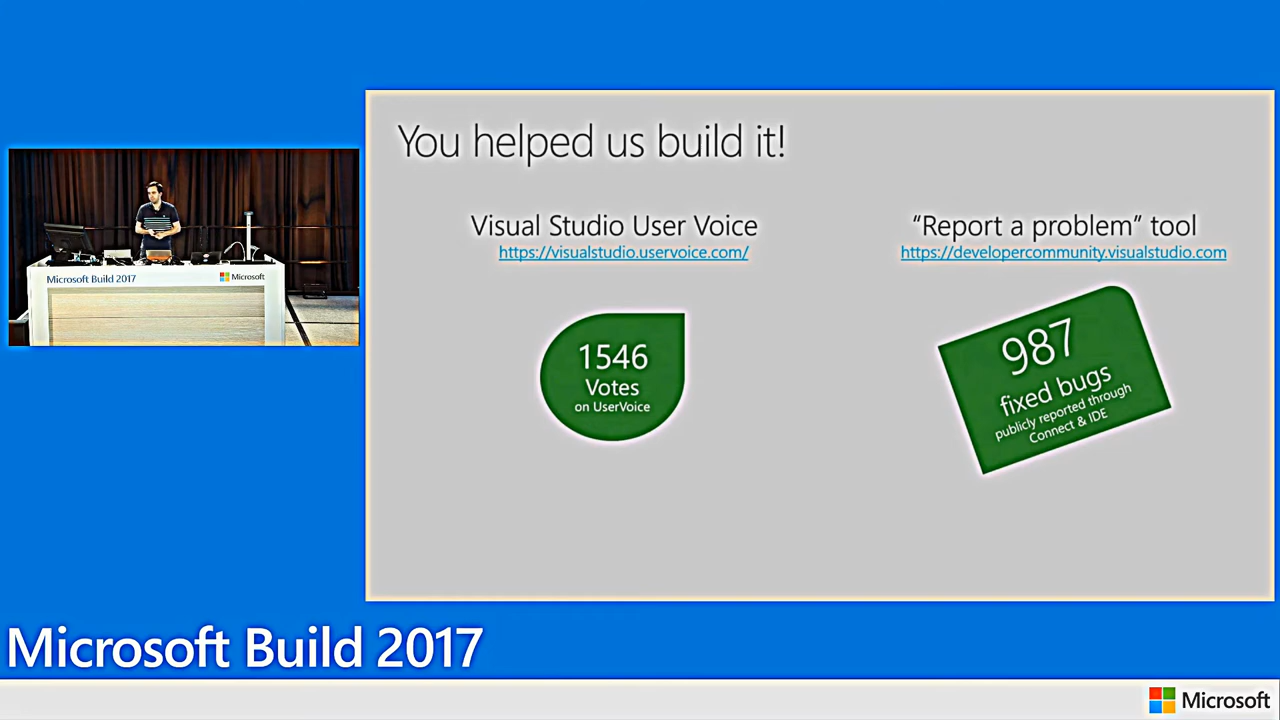 You helped us build it!
Visual Studio User Voice
https://visualstudio.uservoice.com/
“Report a problem” tool
https://developercommunity.visualstudio.com
1546
Votes
on UserVoice
987
fixed bugs
publicly reported through
Connect & IDE
Microsoft Build 2017
Microsoft
Microsoft Build 2017
Microsoft